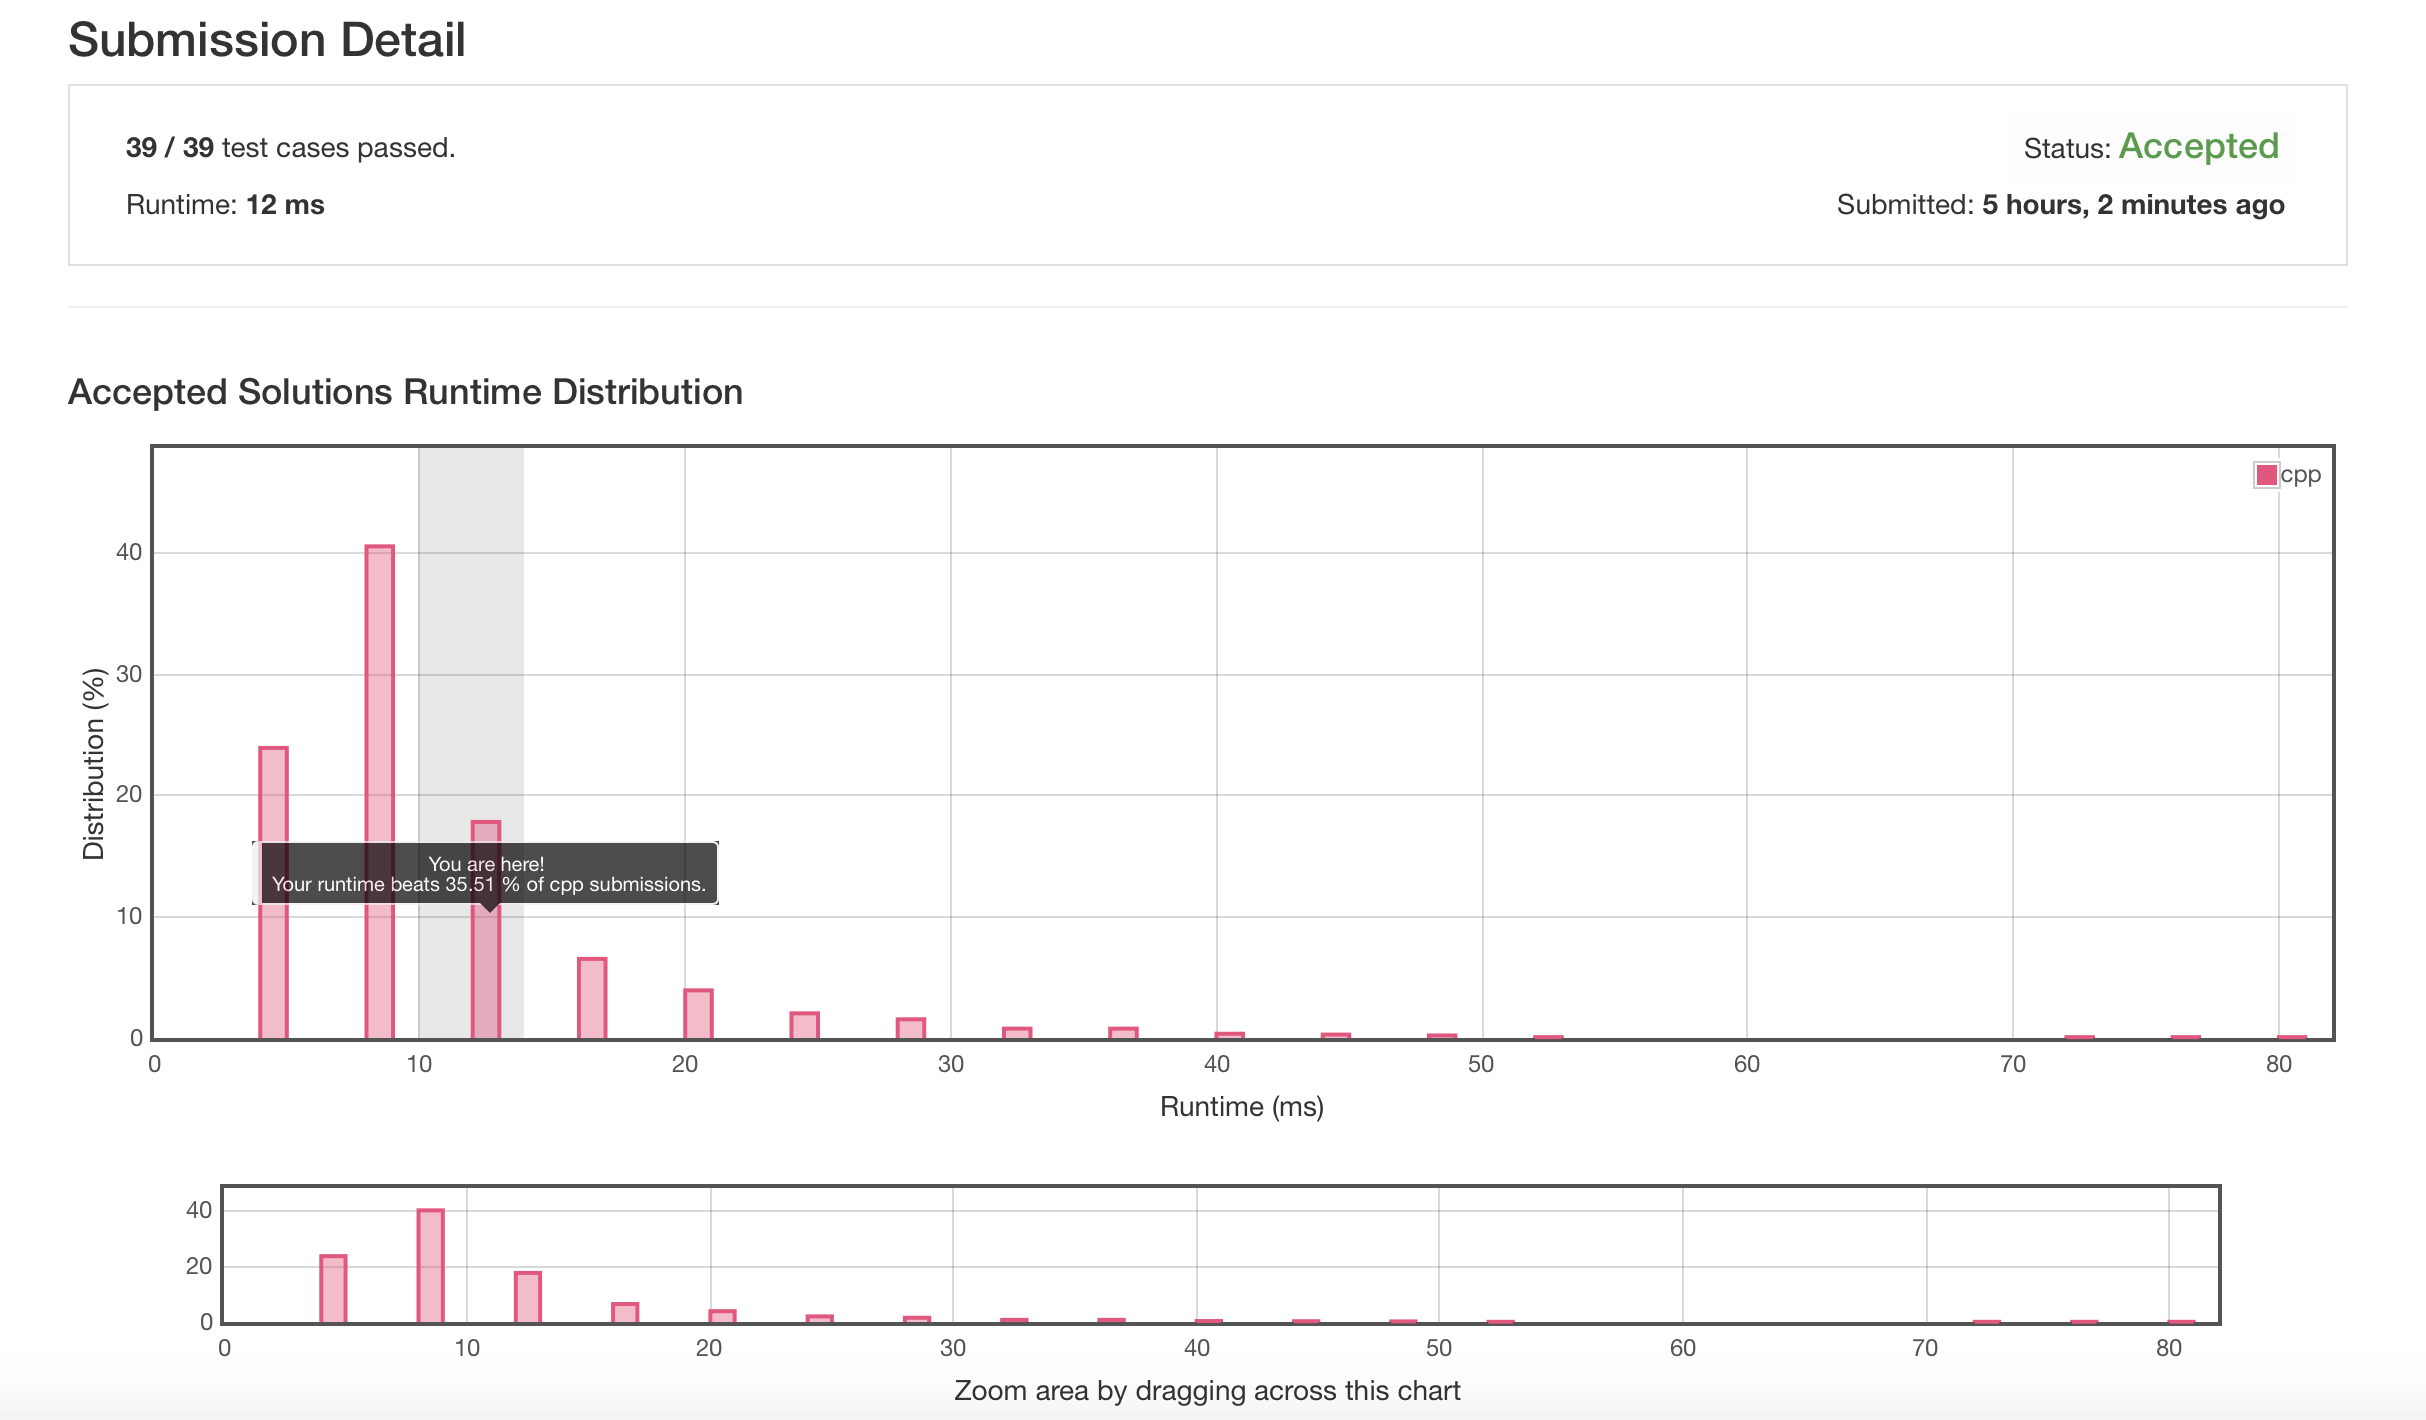 Submission Detail
39 / 39 test cases passed.
Status: Accepted
Runtime: 12 ms
Submitted: 5 hours, 2 minutes ago
Accepted Solutions Runtime Distribution
cpp
40
30
20
10
0
Distribution (%)
You are here!
Your runtime beats 35.51 % of cpp submissions.
0 10 20 30 40 50 60 70 80
Runtime (ms)
40
20
0
0 10 20 30 40 50 60 70 80
Zoom area by dragging across this chart